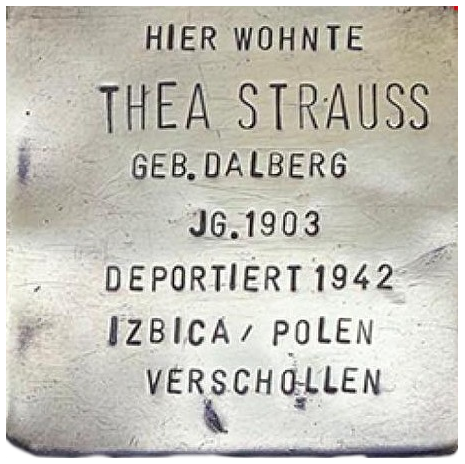 HIER WOHNTE
THEA STRAUSS
GEB. DALBERG
JG. 1903
DEPORTIERT 1942
IZBICA / POLEN
VERSCHOLLEN